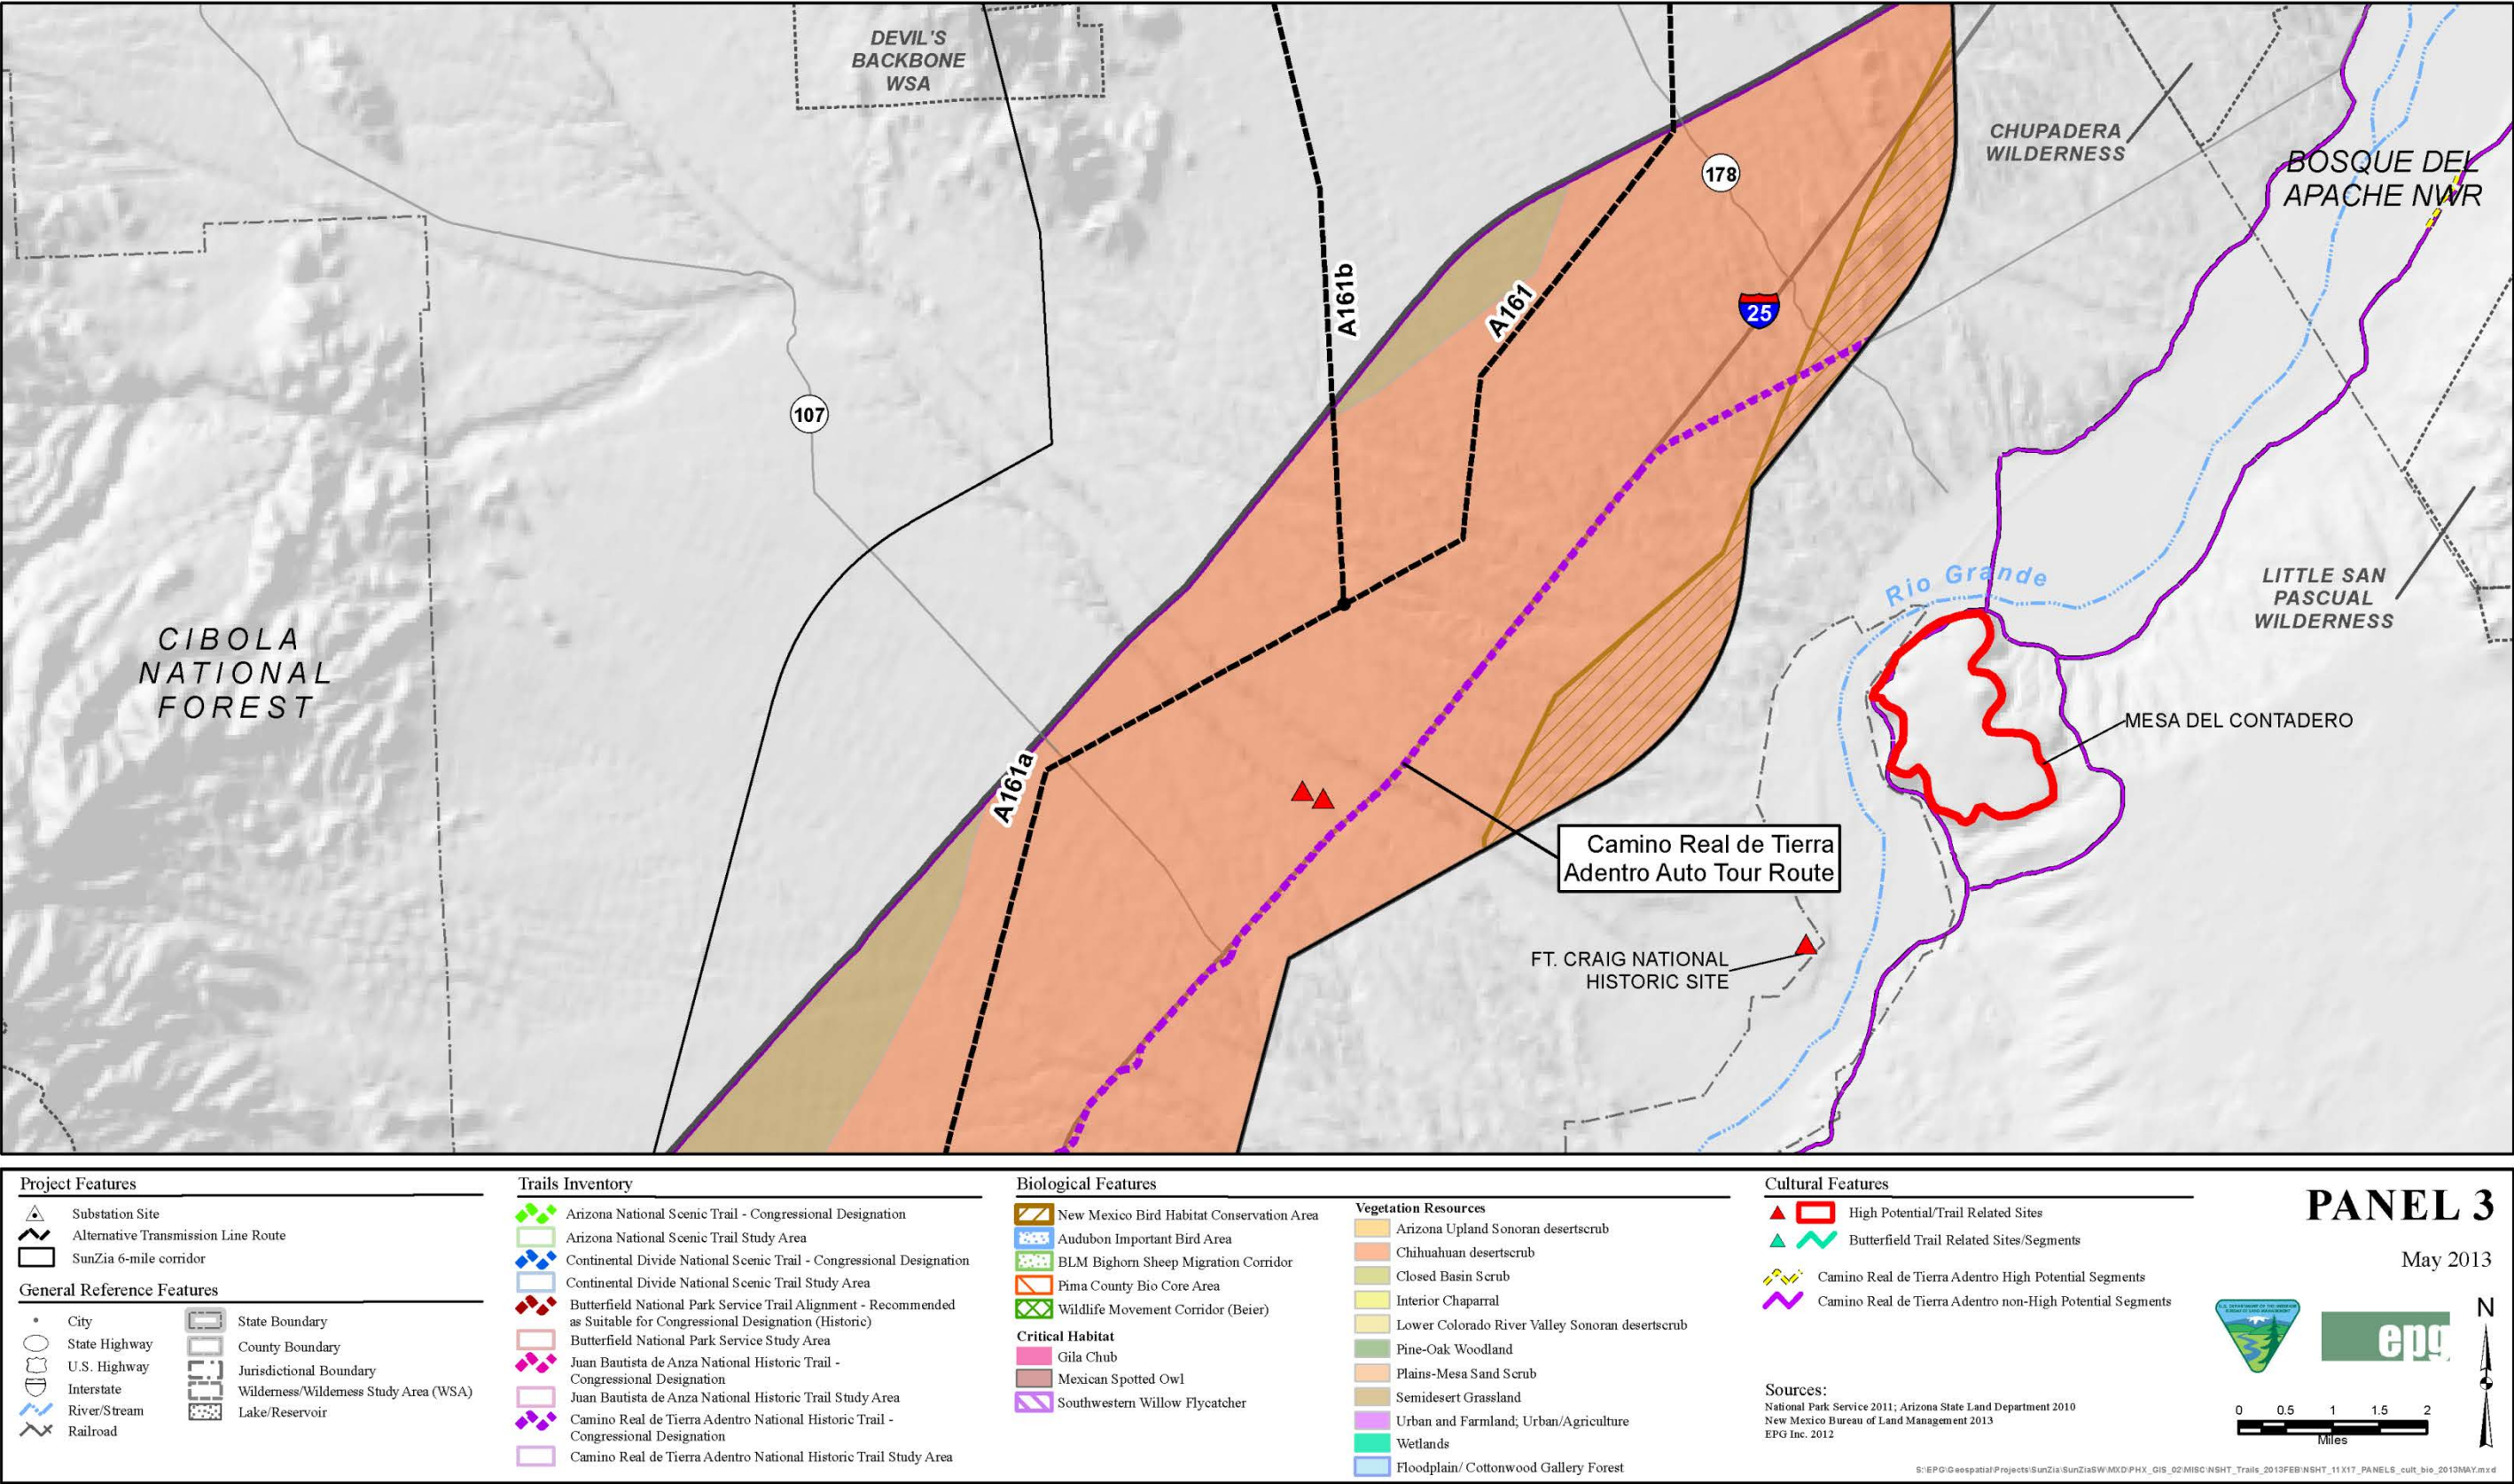 DEVIL'S
BACKBONE
WSA
CHUPADERA
WILDERNESS
BOSQUE DEL
APACHE NWR
178
A161b
A161
25
107
Rio Grande
LITTLE SAN
PASCUAL
WILDERNESS
CIBOLA
NATIONAL
FOREST
MESA DEL CONTADERO
A161a
Camino Real de Tierra
Adentro Auto Tour Route
FT. CRAIG NATIONAL
HISTORIC SITE
Project Features
Substation Site
Alternative Transmission Line Route
SunZia 6-mile corridor
General Reference Features
City
State Highway
U.S. Highway
Interstate
River/Stream
Railroad
State Boundary
County Boundary
Jurisdictional Boundary
Wilderness/Wilderness Study Area (WSA)
Lake/Reservoir
Trails Inventory
Arizona National Scenic Trail - Congressional Designation
Arizona National Scenic Trail Study Area
Continental Divide National Scenic Trail - Congressional Designation
Continental Divide National Scenic Trail Study Area
Butterfield National Park Service Trail Alignment - Recommended
as Suitable for Congressional Designation (Historic)
Butterfield National Park Service Study Area
Juan Bautista de Anza National Historic Trail -
Congressional Designation
Juan Bautista de Anza National Historic Trail Study Area
Camino Real de Tierra Adentro National Historic Trail -
Congressional Designation
Camino Real de Tierra Adentro National Historic Trail Study Area
Biological Features
New Mexico Bird Habitat Conservation Area
Audubon Important Bird Area
BLM Bighorn Sheep Migration Corridor
Pima County Bio Core Area
Wildlife Movement Corridor (Beier)
Critical Habitat
Gila Chub
Mexican Spotted Owl
Southwestern Willow Flycatcher
Vegetation Resources
Arizona Upland Sonoran desertscrub
Chihuahuan desertscrub
Closed Basin Scrub
Interior Chaparral
Lower Colorado River Valley Sonoran desertscrub
Pine-Oak Woodland
Plains-Mesa Sand Scrub
Semidesert Grassland
Urban and Farmland; Urban/Agriculture
Wetlands
Floodplain/ Cottonwood Gallery Forest
Cultural Features
High Potential/Trail Related Sites
Butterfield Trail Related Sites/Segments
Camino Real de Tierra Adentro High Potential Segments
Camino Real de Tierra Adentro non-High Potential Segments
Sources:
National Park Service 2011; Arizona State Land Department 2010
New Mexico Bureau of Land Management 2013
EPG Inc. 2012
PANEL 3
May 2013
epg
N
0 0.5 1 1.5 2
Miles